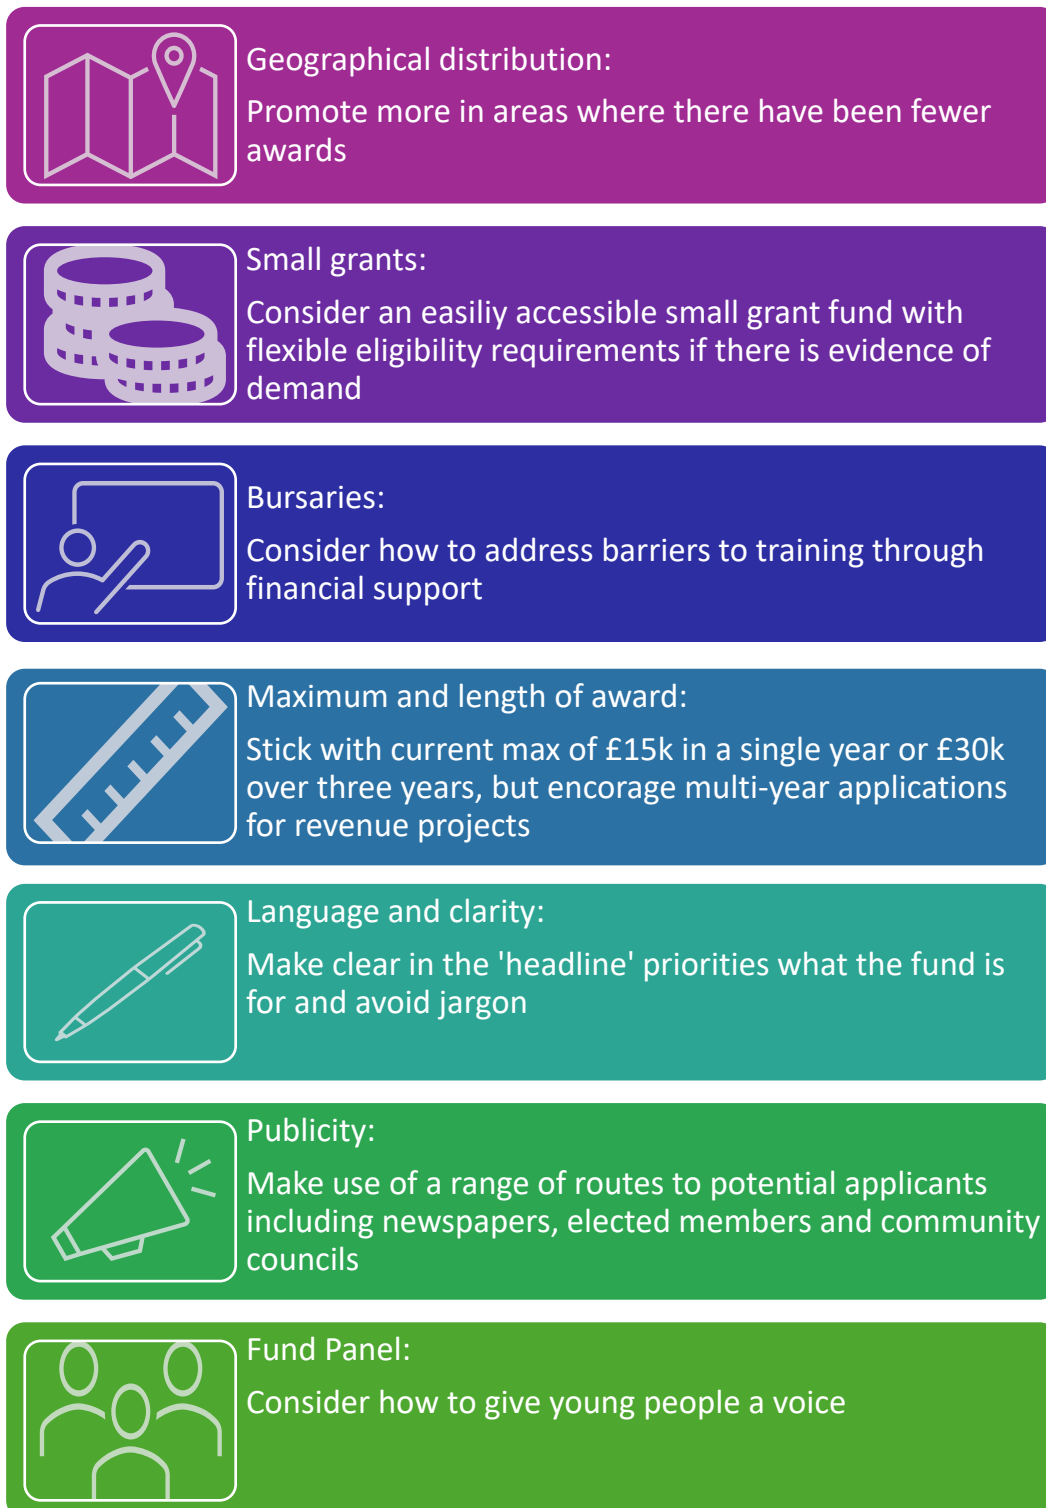 Geographical distribution:
Promote more in areas where there have been fewer
awards
Small grants:
Consider an easiliy accessible small grant fund with
flexible eligibility requirements if there is evidence of
demand
Bursaries:
Consider how to address barriers to training through
financial support
Maximum and length of award:
Stick with current max of £15k in a single year or £30k
over three years, but encorage multi-year applications
for revenue projects
Language and clarity:
Make clear in the 'headline' priorities what the fund is
for and avoid jargon
Publicity:
Make use of a range of routes to potential applicants
including newspapers, elected members and community
councils
Fund Panel:
Consider how to give young people a voice